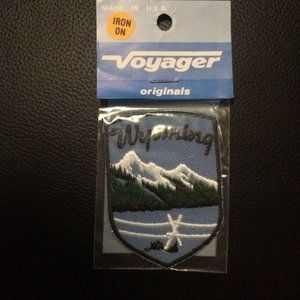 MADE IN U.S.A.
IRON
ON
Voyager
originals
Wyoming